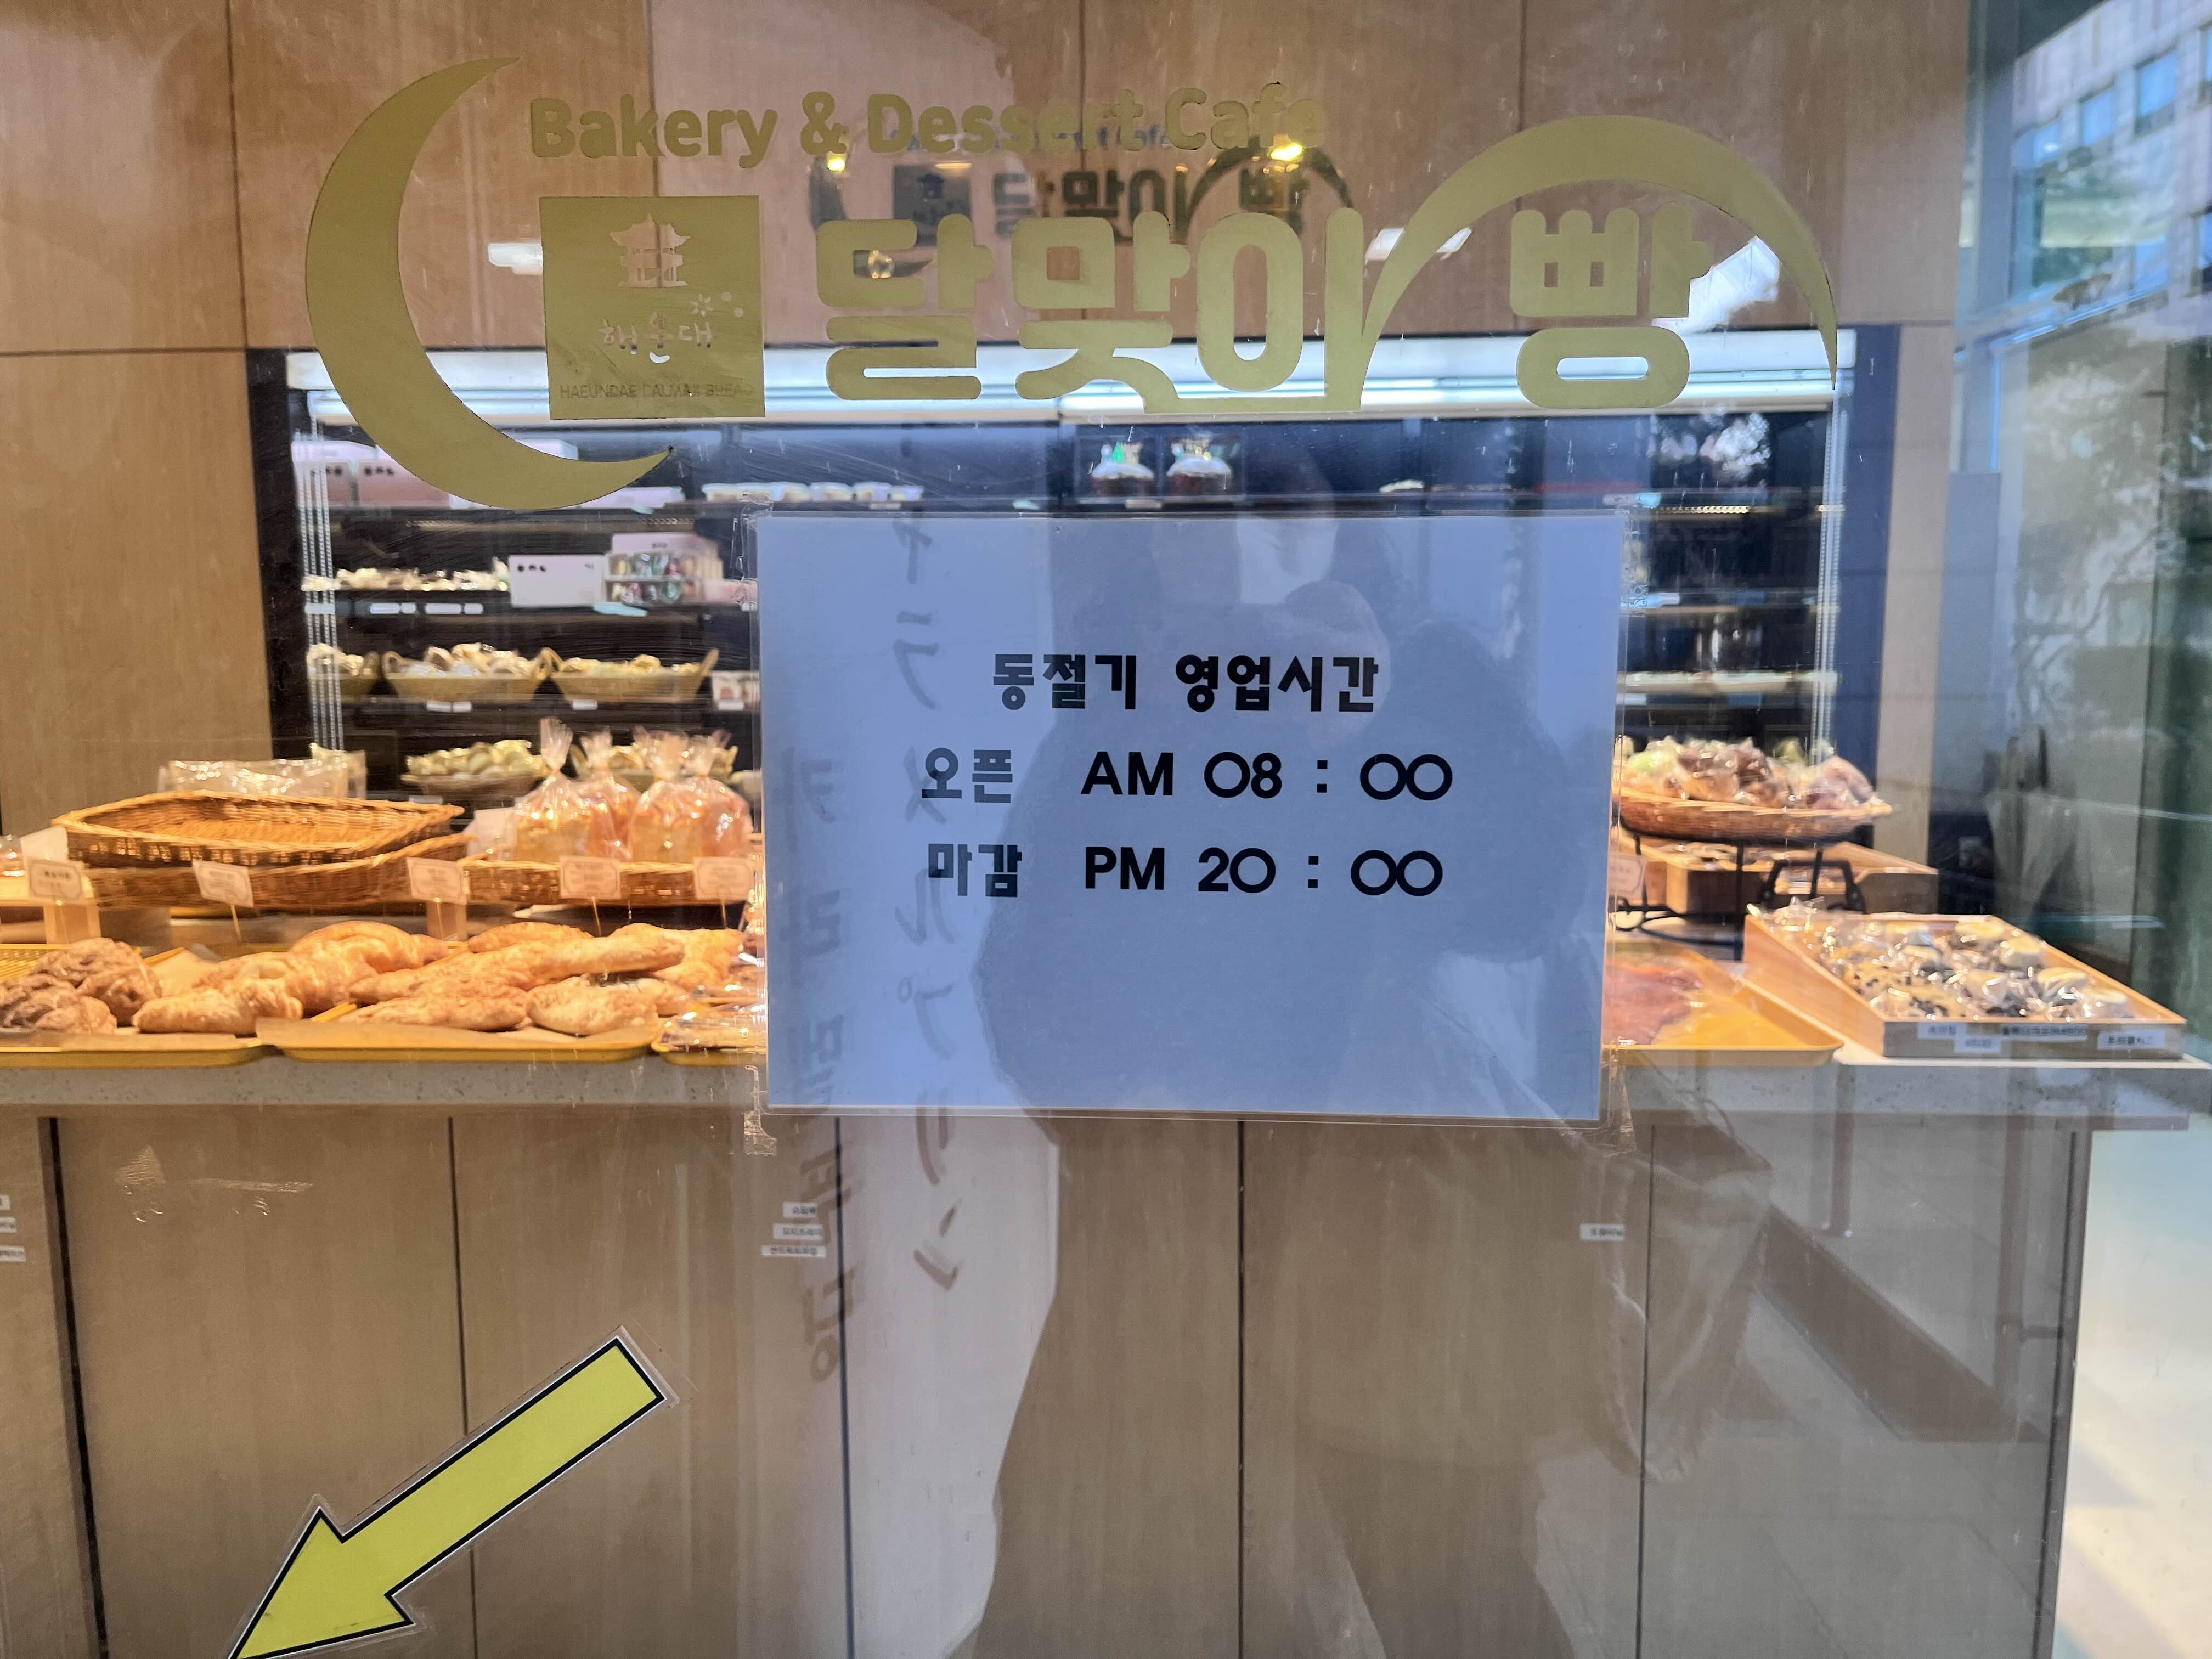 Bakery & Dessert Cafe
해운대
HAEUNDAE DALMAJI BREAD
달맞이빵
동절기 영업시간
오픈 AM 08 : 00
마감 PM 20 : 00